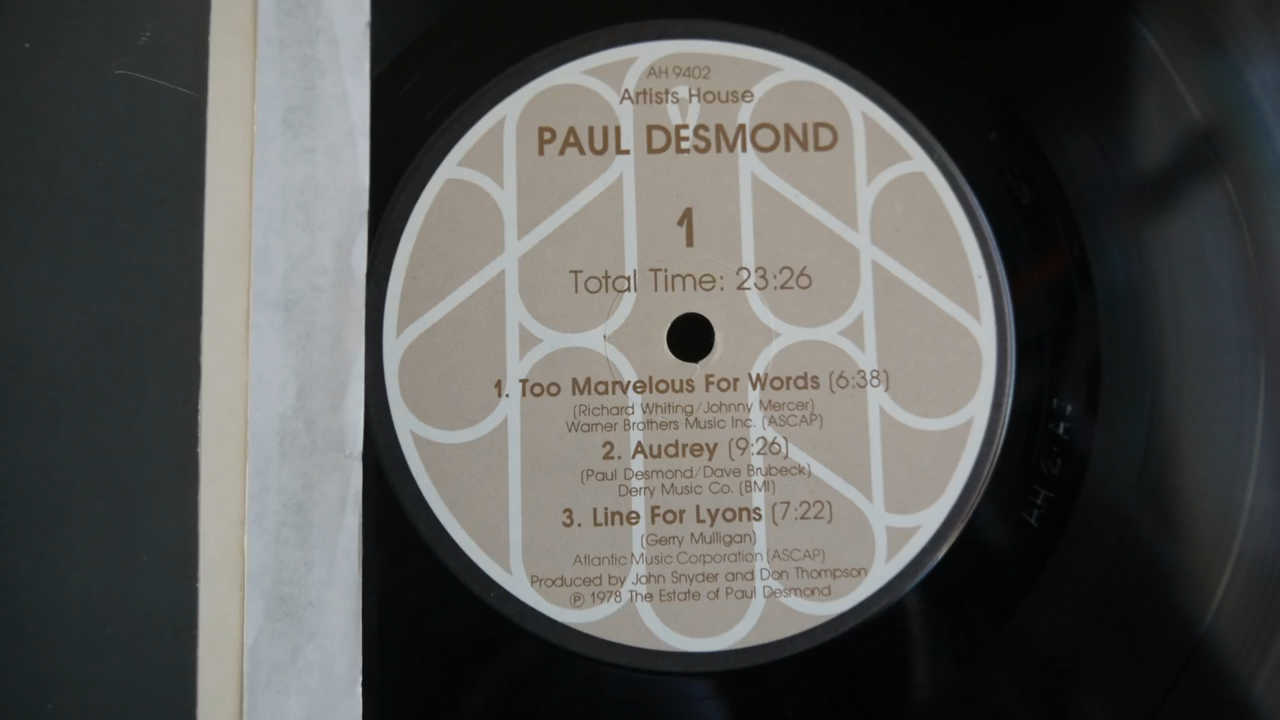 AH 9402
Artists House
PAUL DESMOND
1
Total Time: 23:26
1. Too Marvelous For Words (6:38)
(Richard Whiting/Johnny Mercer)
Warner Brothers Music Inc. (ASCAP)
2. Audrey (9:26)
(Paul Desmond/Dave Brubeck)
Derry Music Co. (BMI)
3. Line For Lyons (7:22)
(Gerry Mulligan)
Atlantic Music Corporation (ASCAP)
Produced by John Snyder and Don Thompson
℗ 1978 The Estate of Paul Desmond